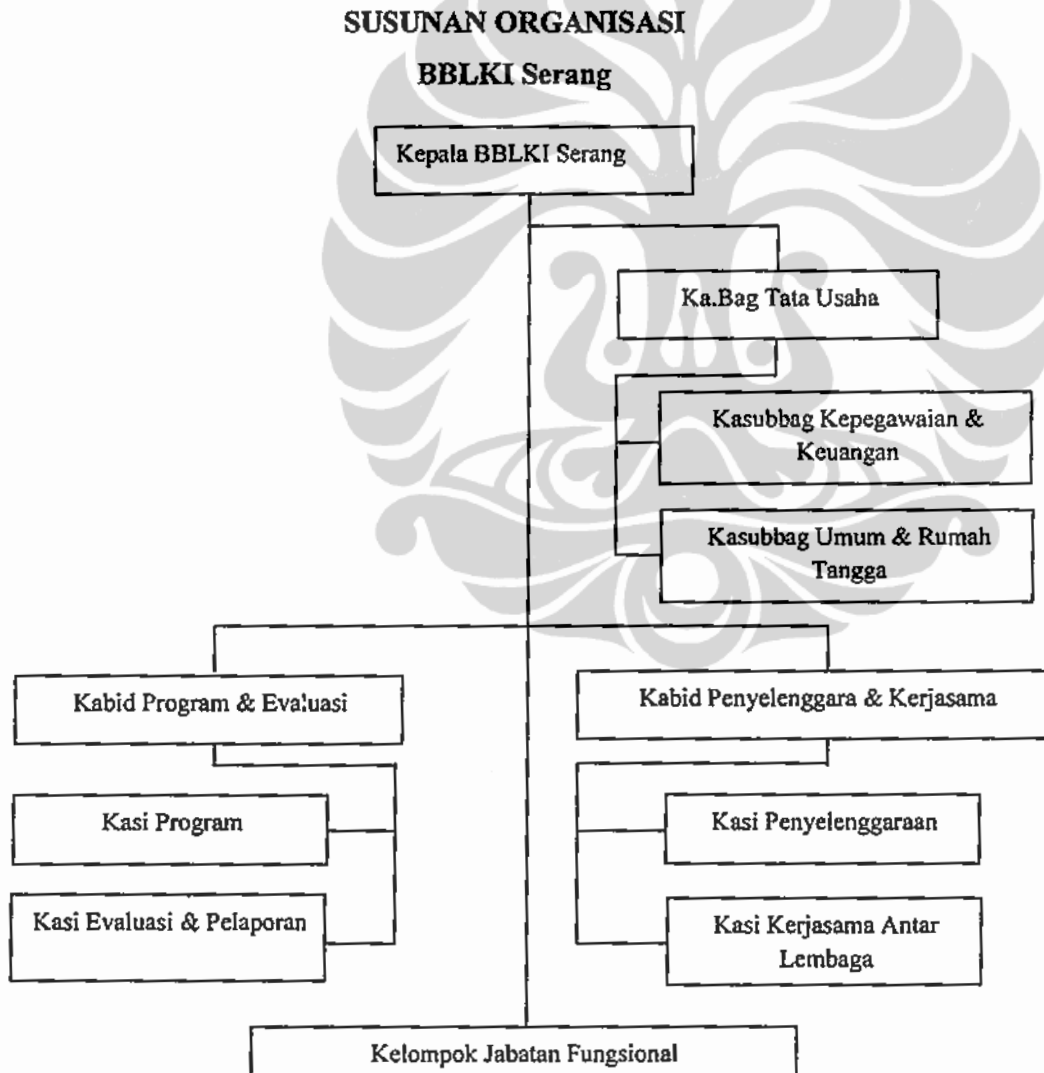 SUSUNAN ORGANISASI
BBLKI Serang
Kepala BBLKI Serang
Ka.Bag Tata Usaha
Kasubbag Kepegawaian &
Keuangan
Kasubbag Umum & Rumah
Tangga
Kabid Program & Evaluasi
Kabid Penyelenggara & Kerjasama
Kasi Program
Kasi Penyelenggaraan
Kasi Evaluasi & Pelaporan
Kasi Kerjasama Antar
Lembaga
Kelompok Jabatan Fungsional